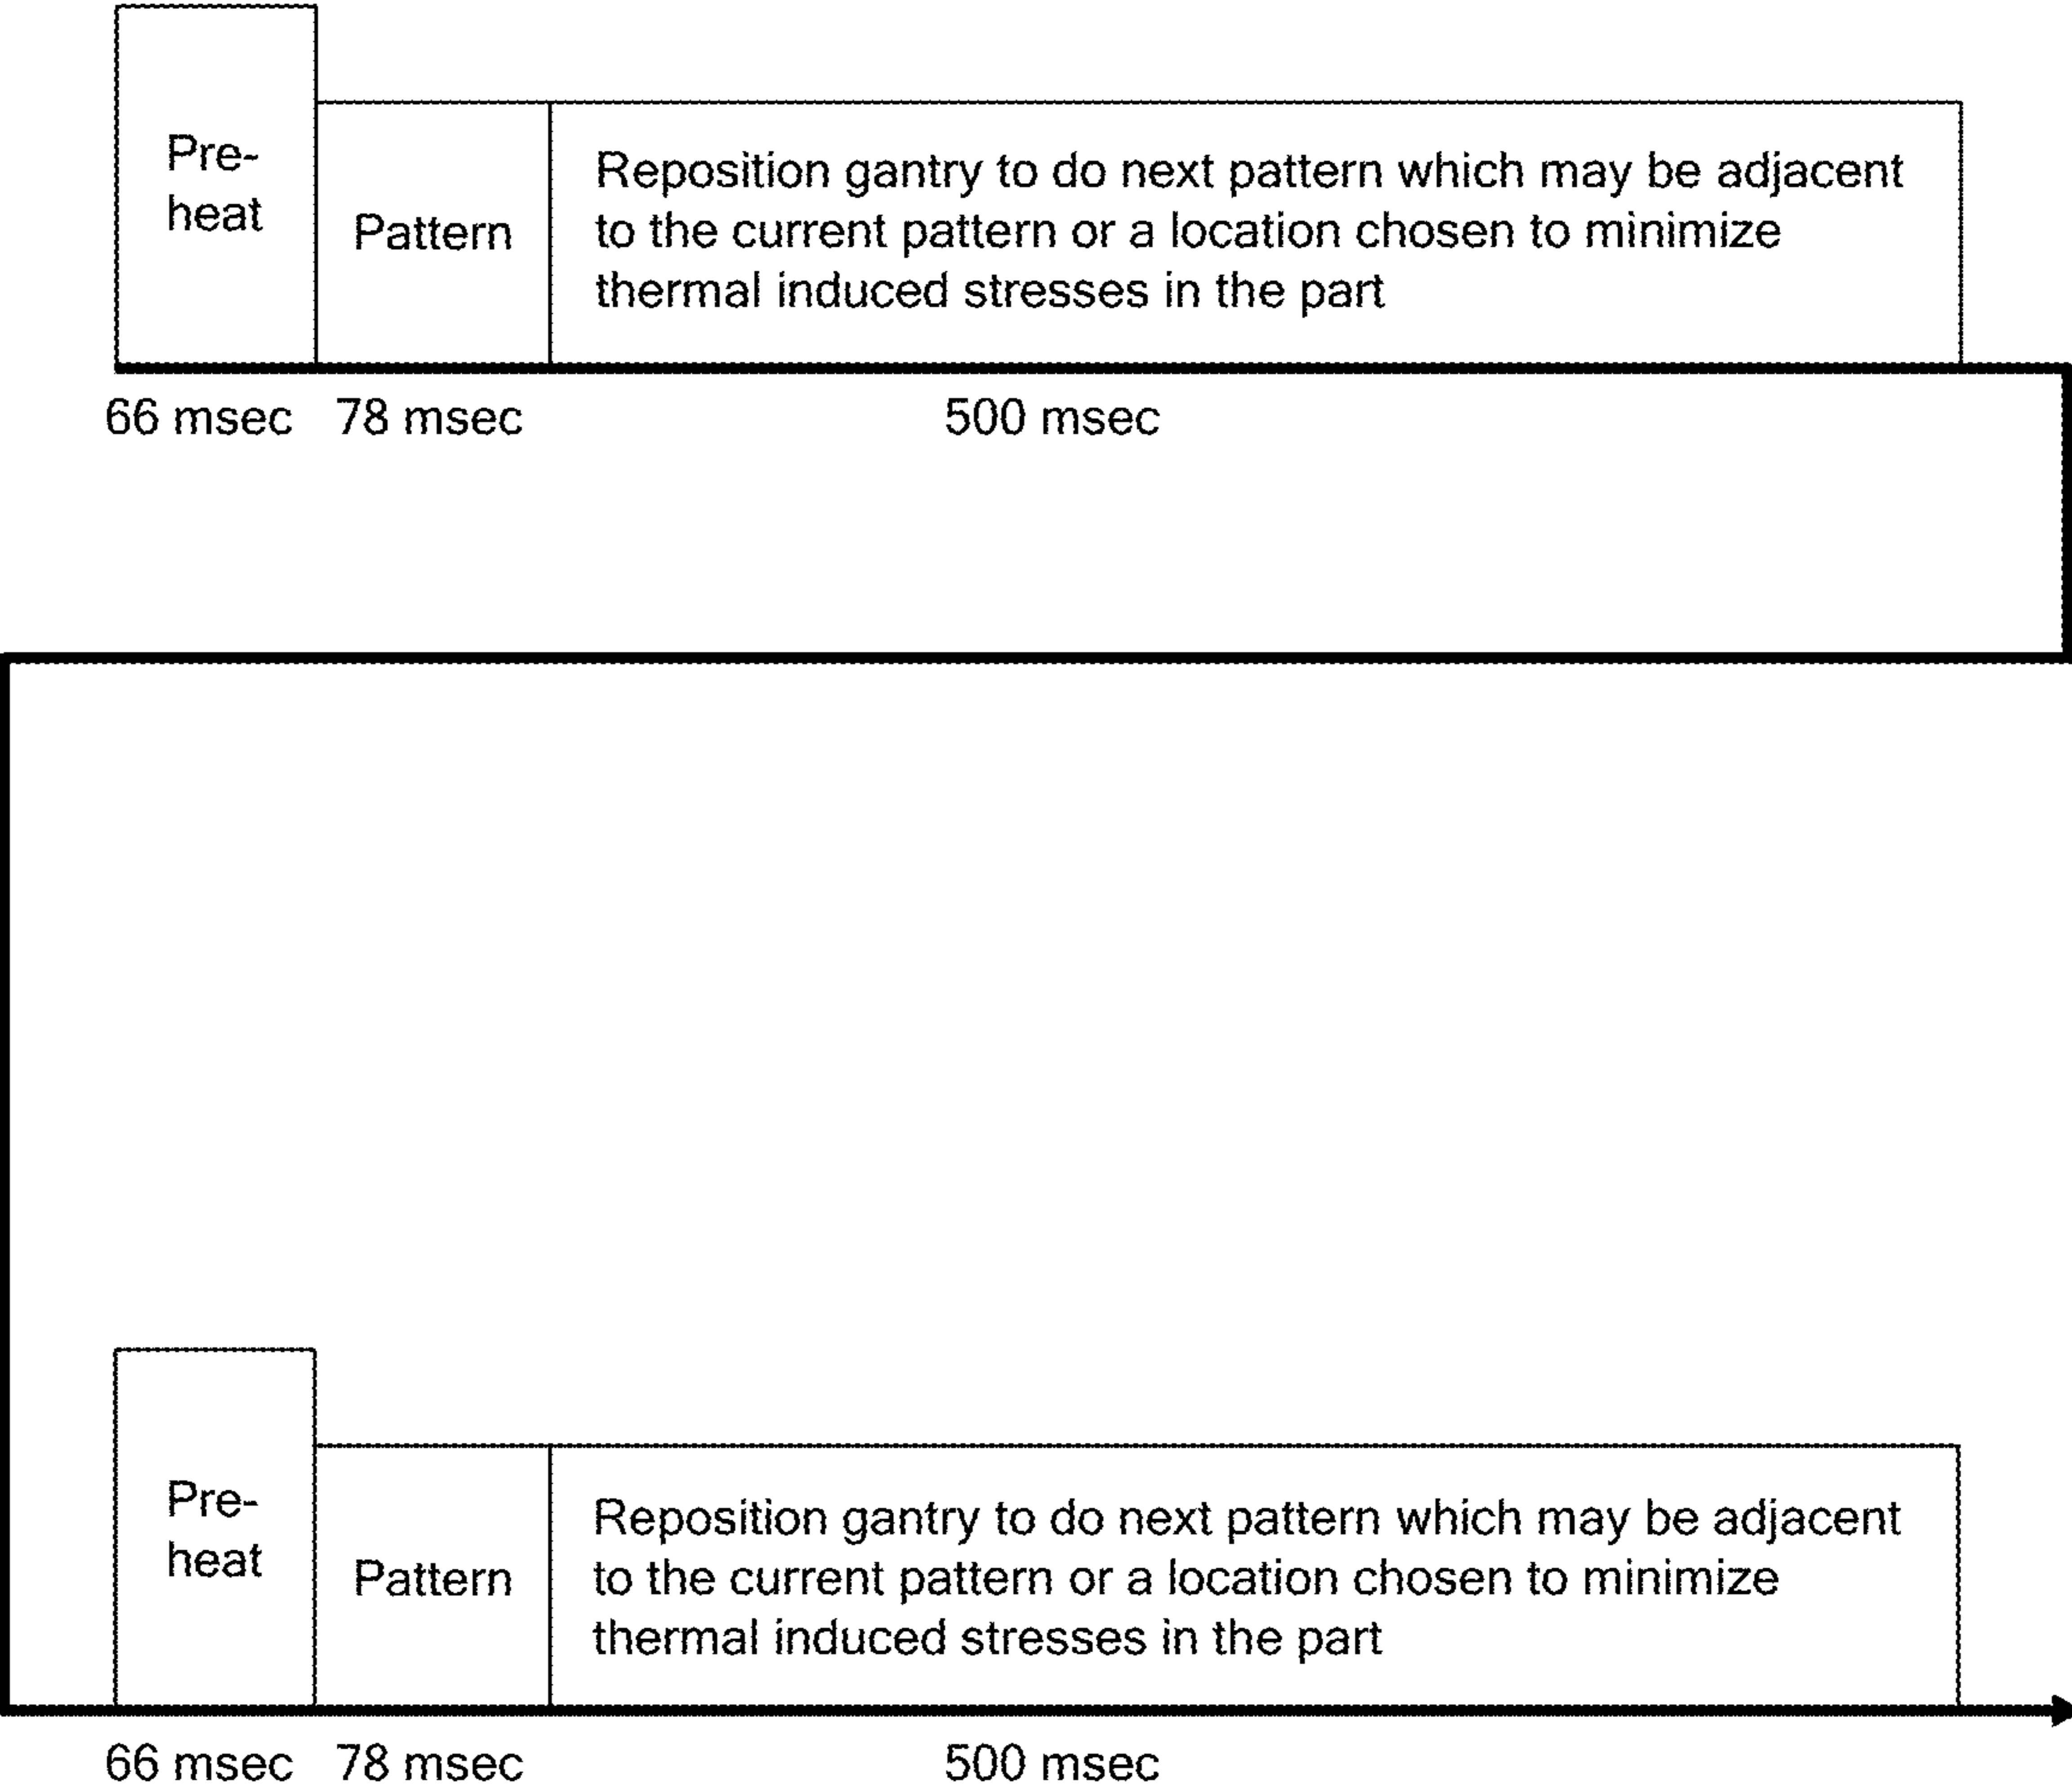 Pre-
heat
Pattern
Reposition gantry to do next pattern which may be adjacent
to the current pattern or a location chosen to minimize
thermal induced stresses in the part
66 msec
78 msec
500 msec
Pre-
heat
Pattern
Reposition gantry to do next pattern which may be adjacent
to the current pattern or a location chosen to minimize
thermal induced stresses in the part
66 msec
78 msec
500 msec